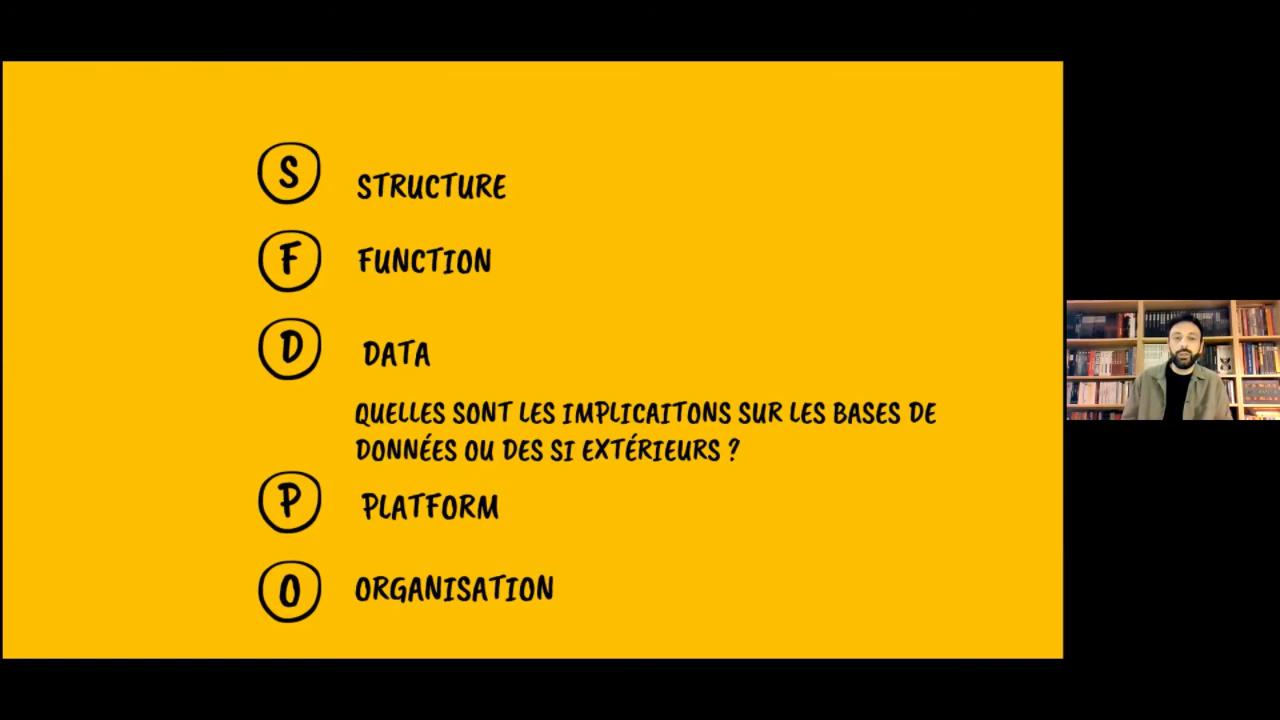 S STRUCTURE
F FUNCTION
D DATA
QUELLES SONT LES IMPLICAITONS SUR LES BASES DE
DONNÉES OU DES SI EXTÉRIEURS ?
P PLATFORM
O ORGANISATION